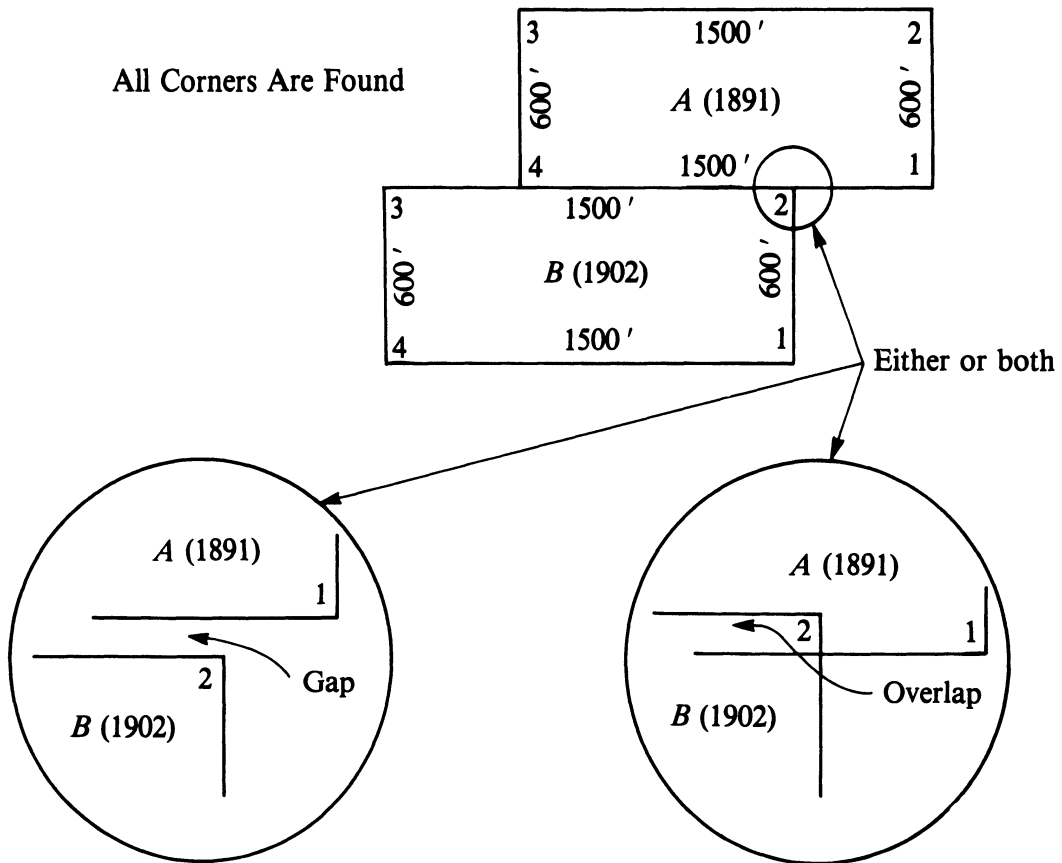 All Corners Are Found
3 1500′ 2
600′ A (1891) 600′
4 1500′ 1
3 1500′ 2
600′ B (1902) 600′
4 1500′ 1
Either or both
A (1891)
1
2
Gap
B (1902)
A (1891)
2
1
Overlap
B (1902)